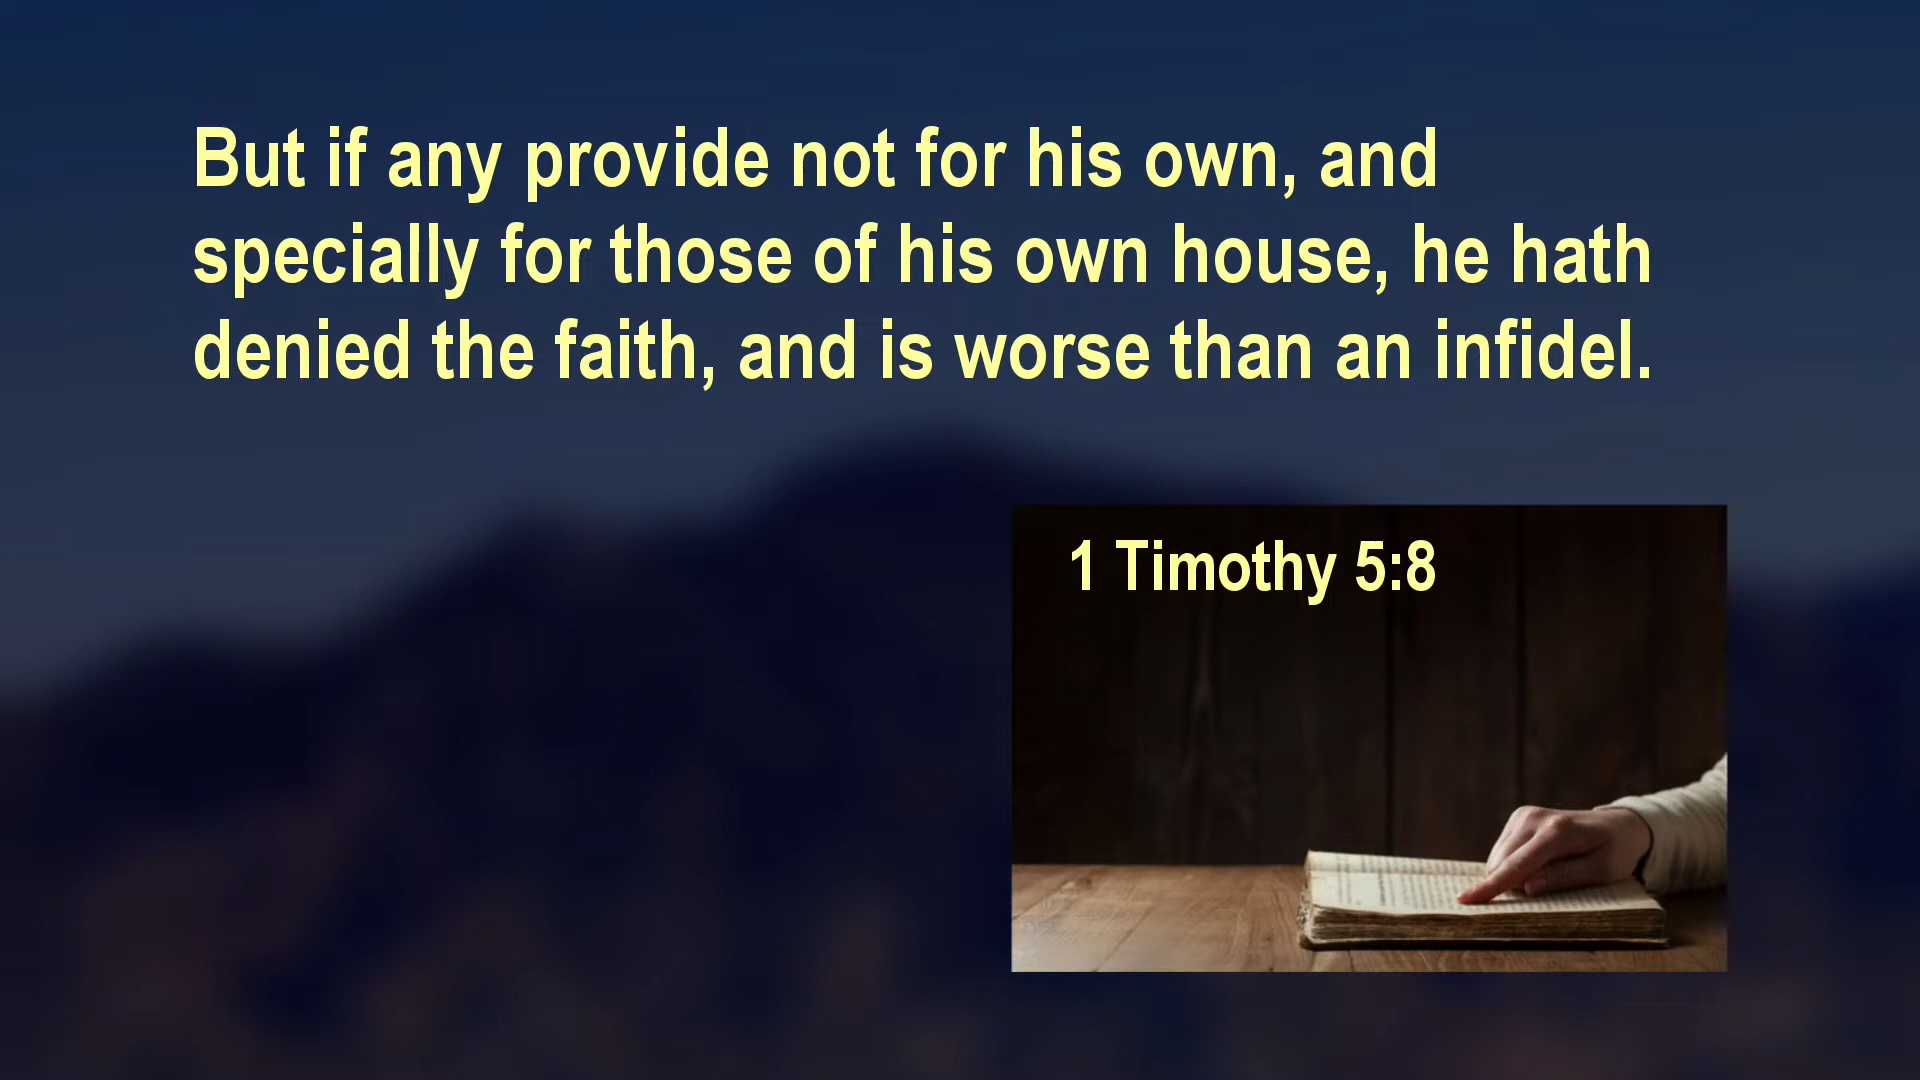 But if any provide not for his own, and
specially for those of his own house, he hath
denied the faith, and is worse than an infidel.
1 Timothy 5:8